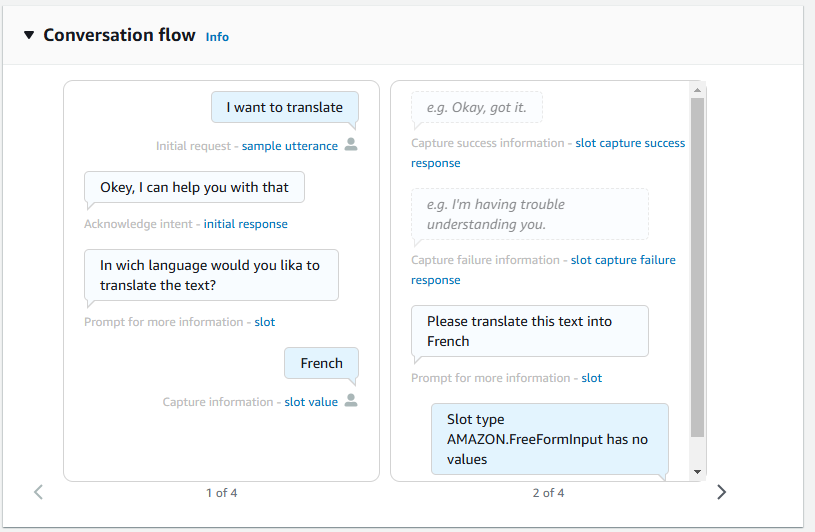 Conversation flow Info
I want to translate
Initial request - sample utterance
Okey, I can help you with that
Acknowledge intent - initial response
In wich language would you lika to
translate the text?
Prompt for more information - slot
French
Capture information - slot value
1 of 4
e.g. Okay, got it.
Capture success information - slot capture success
response
e.g. I'm having trouble
understanding you.
Capture failure information - slot capture failure
response
Please translate this text into
French
Prompt for more information - slot
Slot type
AMAZON.FreeFormInput has no
values
2 of 4